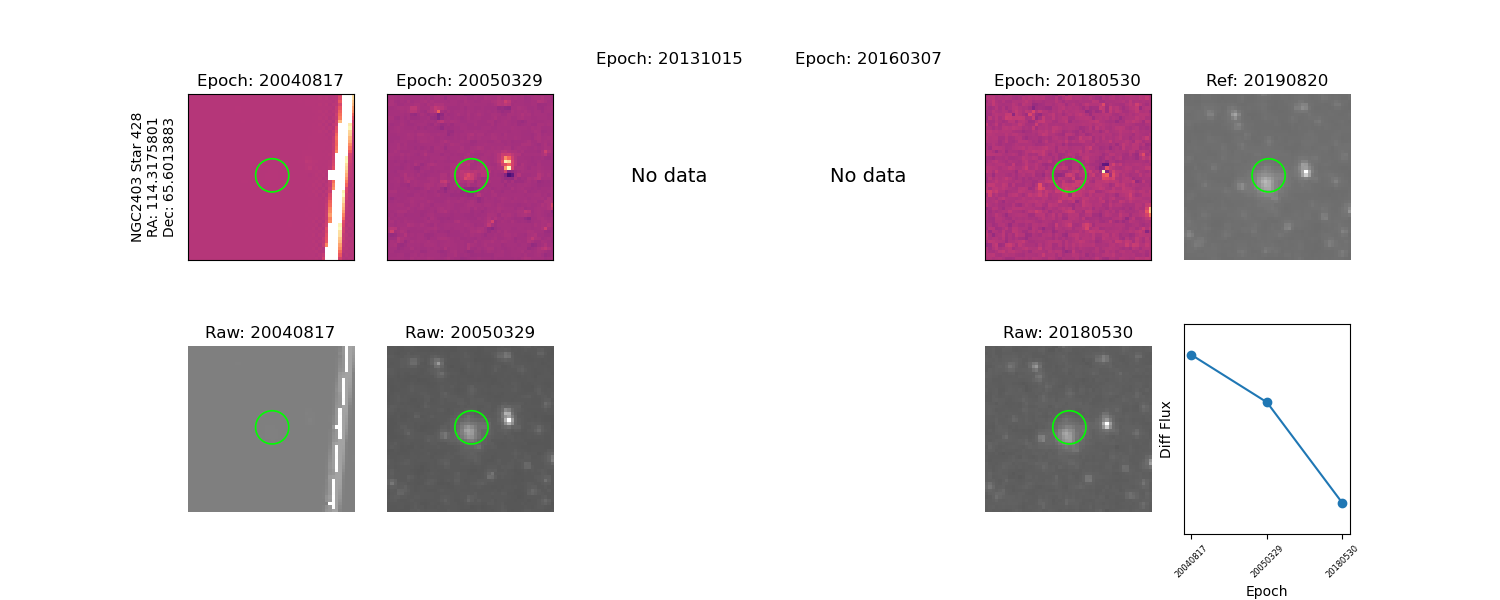 Epoch: 20131015
Epoch: 20160307
Epoch: 20040817
Epoch: 20050329
Epoch: 20180530
Ref: 20190820
NGC2403 Star 428
RA: 114.3175801
Dec: 65.6013883
No data
No data
Raw: 20040817
Raw: 20050329
Raw: 20180530
Diff Flux
20040817
20050329
20180530
Epoch